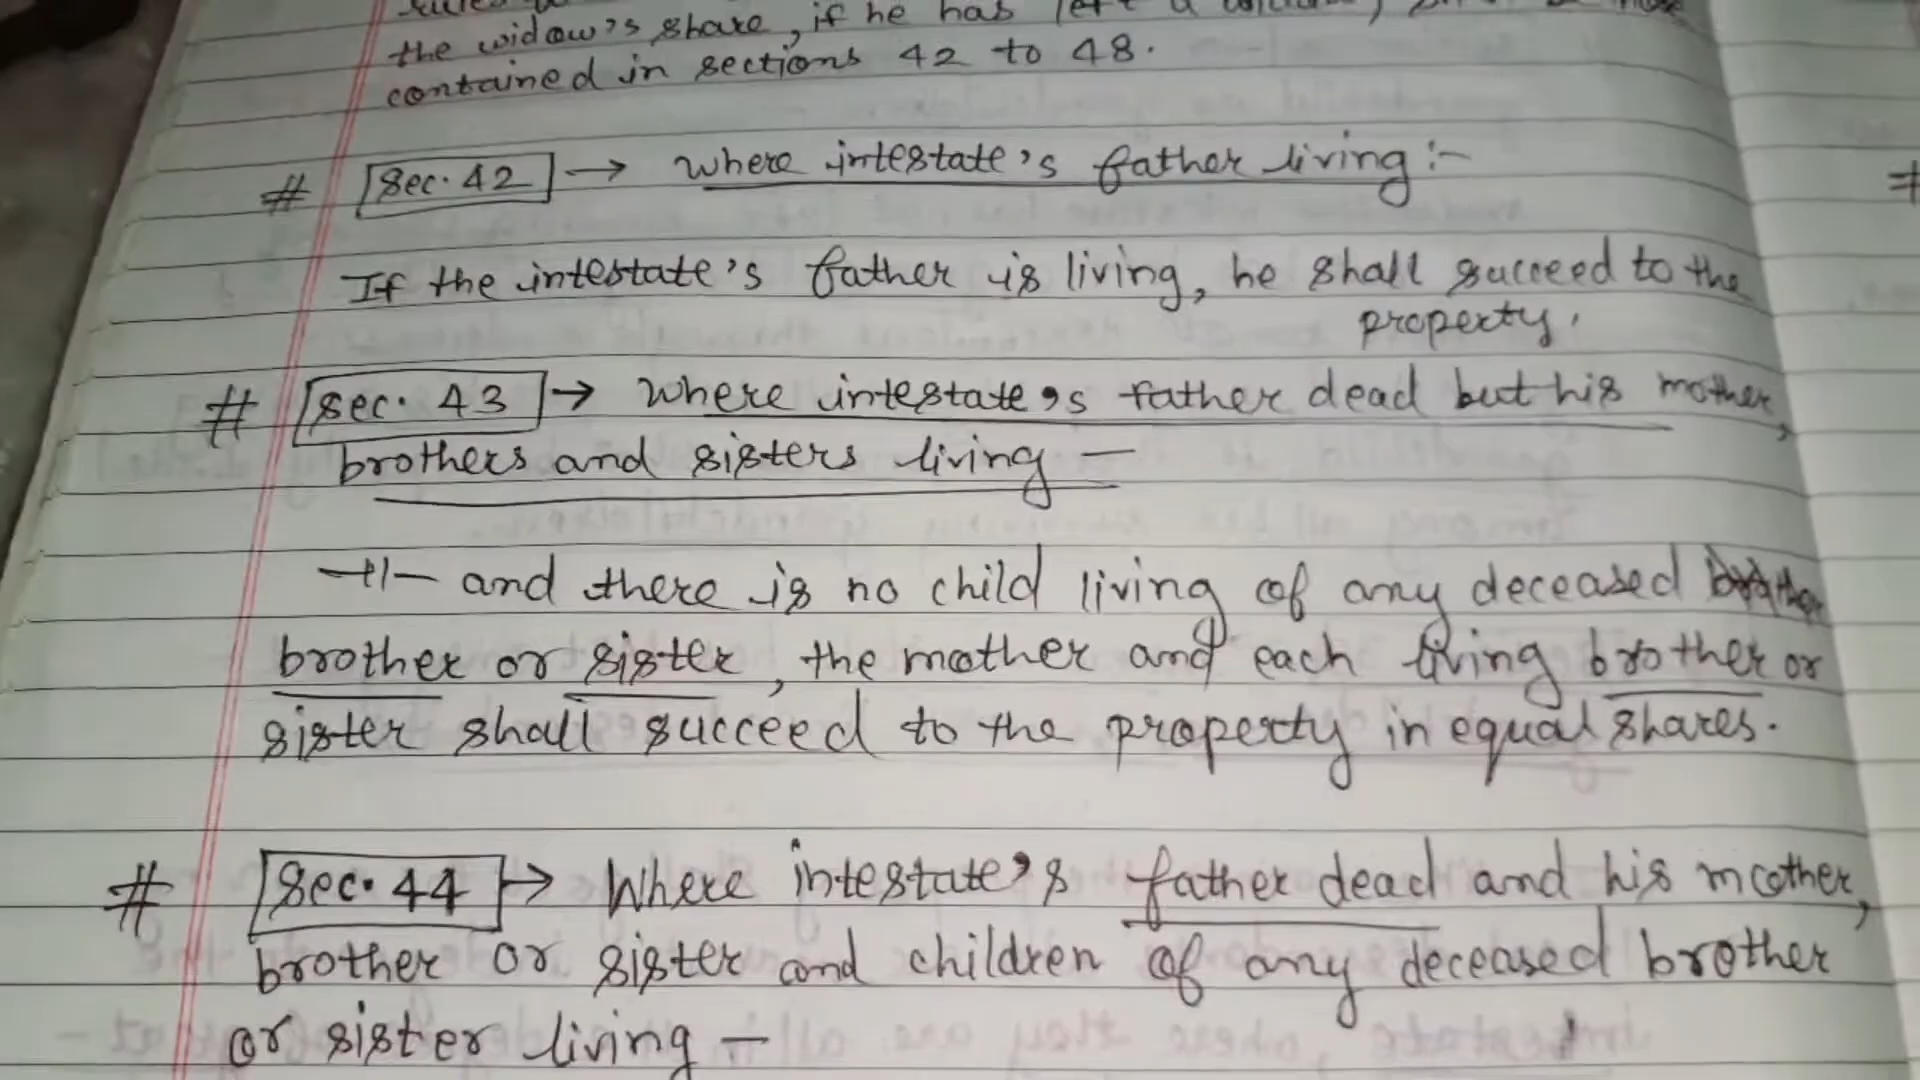 the widow's share, if he has left a
contained in sections 42 to 48.
# Sec. 42 → Where intestate's father living :-
If the intestate's father is living, he shall succeed to the
property.
# Sec. 43 → Where intestate's father dead but his mother,
brothers and sisters living —
—11— and there is no child living of any deceased
brother or sister, the mother and each living brother or
sister shall succeed to the property in equal shares.
# Sec. 44 → Where intestate's father dead and his mother,
brother or sister and children of any deceased brother
or sister living —